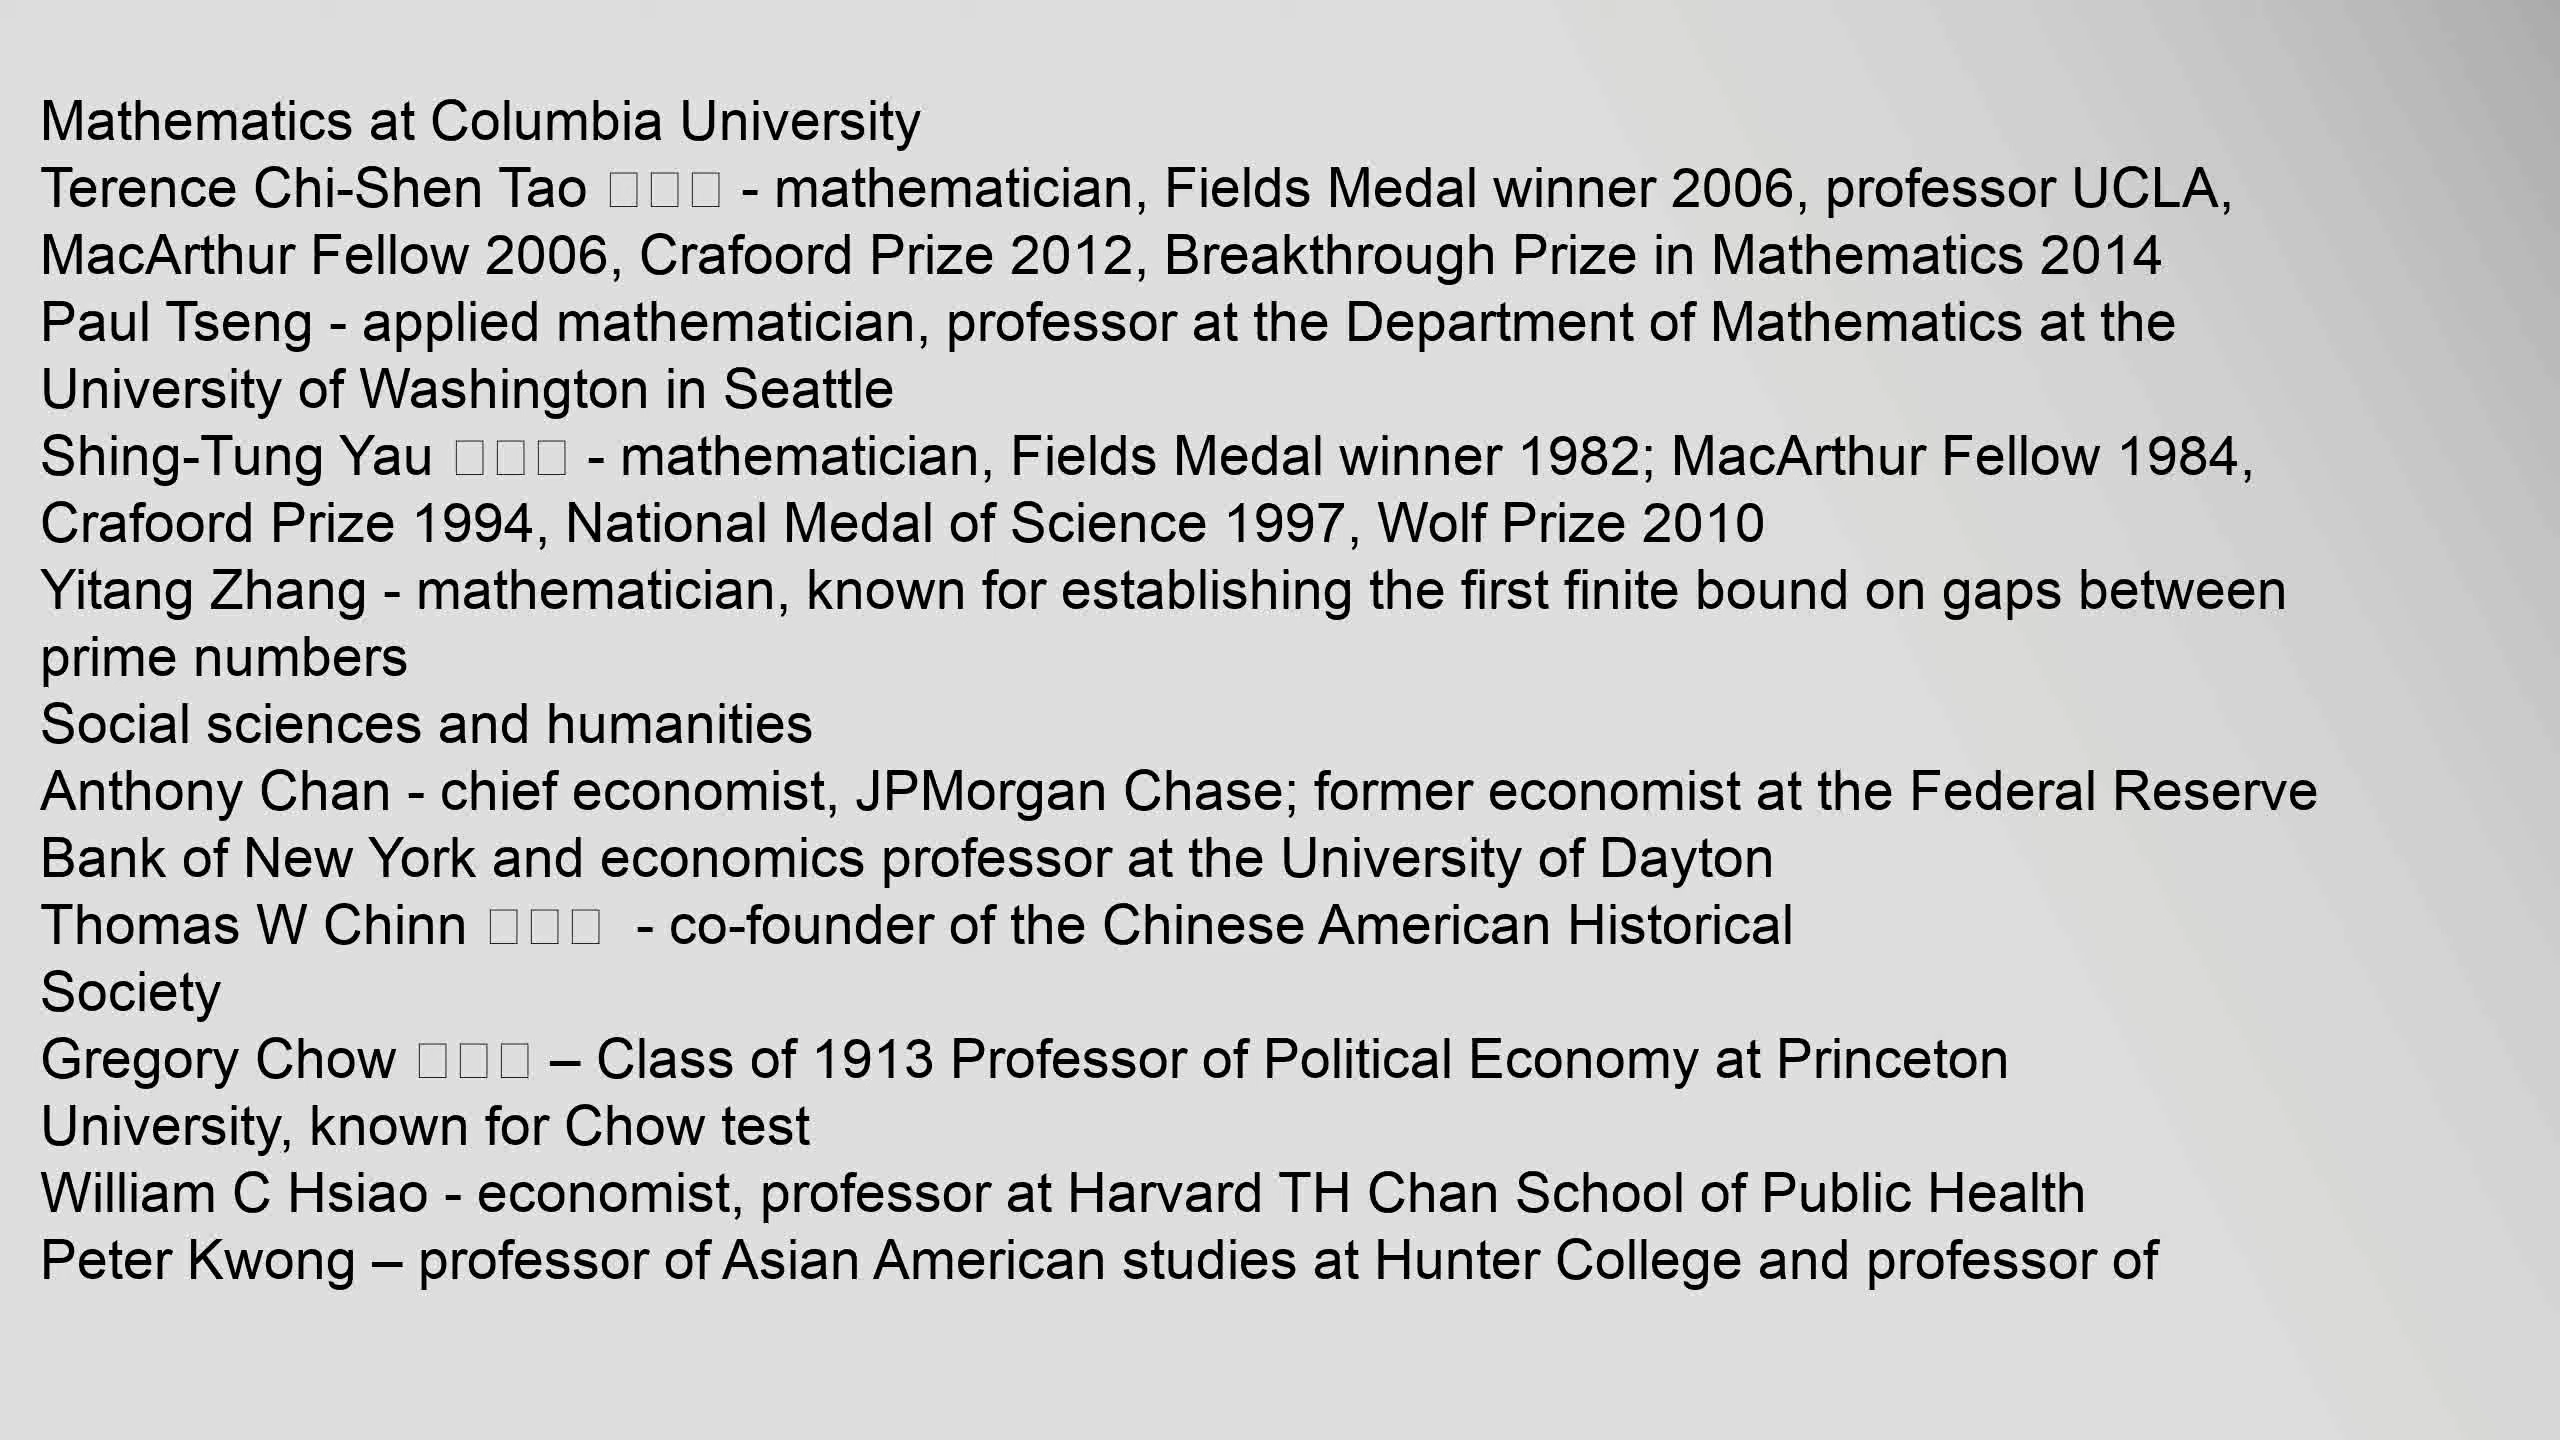 Mathematics at Columbia University
Terence Chi-Shen Tao □□□ - mathematician, Fields Medal winner 2006, professor UCLA,
MacArthur Fellow 2006, Crafoord Prize 2012, Breakthrough Prize in Mathematics 2014
Paul Tseng - applied mathematician, professor at the Department of Mathematics at the
University of Washington in Seattle
Shing-Tung Yau □□□ - mathematician, Fields Medal winner 1982; MacArthur Fellow 1984,
Crafoord Prize 1994, National Medal of Science 1997, Wolf Prize 2010
Yitang Zhang - mathematician, known for establishing the first finite bound on gaps between
prime numbers
Social sciences and humanities
Anthony Chan - chief economist, JPMorgan Chase; former economist at the Federal Reserve
Bank of New York and economics professor at the University of Dayton
Thomas W Chinn □□□ - co-founder of the Chinese American Historical
Society
Gregory Chow □□□ – Class of 1913 Professor of Political Economy at Princeton
University, known for Chow test
William C Hsiao - economist, professor at Harvard TH Chan School of Public Health
Peter Kwong – professor of Asian American studies at Hunter College and professor of